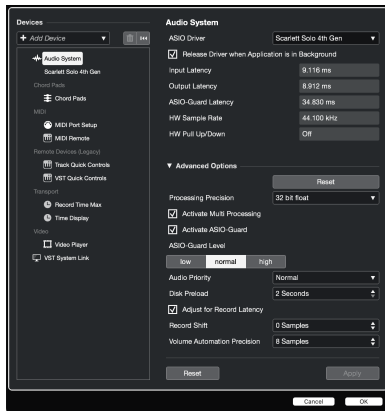 Devices
+ Add Device
Audio System
Scarlett Solo 4th Gen
Chord Pads
Chord Pads
MIDI
MIDI Port Setup
MIDI Remote
Remote Devices (Legacy)
Track Quick Controls
VST Quick Controls
Transport
Record Time Max
Time Display
Video
Video Player
VST System Link
Audio System
ASIO Driver Scarlett Solo 4th Gen
Release Driver when Application is in Background
Input Latency 9.116 ms
Output Latency 8.912 ms
ASIO-Guard Latency 34.830 ms
HW Sample Rate 44.100 kHz
HW Pull Up/Down Off
Advanced Options
Reset
Processing Precision 32 bit float
Activate Multi Processing
Activate ASIO-Guard
ASIO-Guard Level
low normal high
Audio Priority Normal
Disk Preload 2 Seconds
Adjust for Record Latency
Record Shift 0 Samples
Volume Automation Precision 8 Samples
Reset Apply
Cancel OK